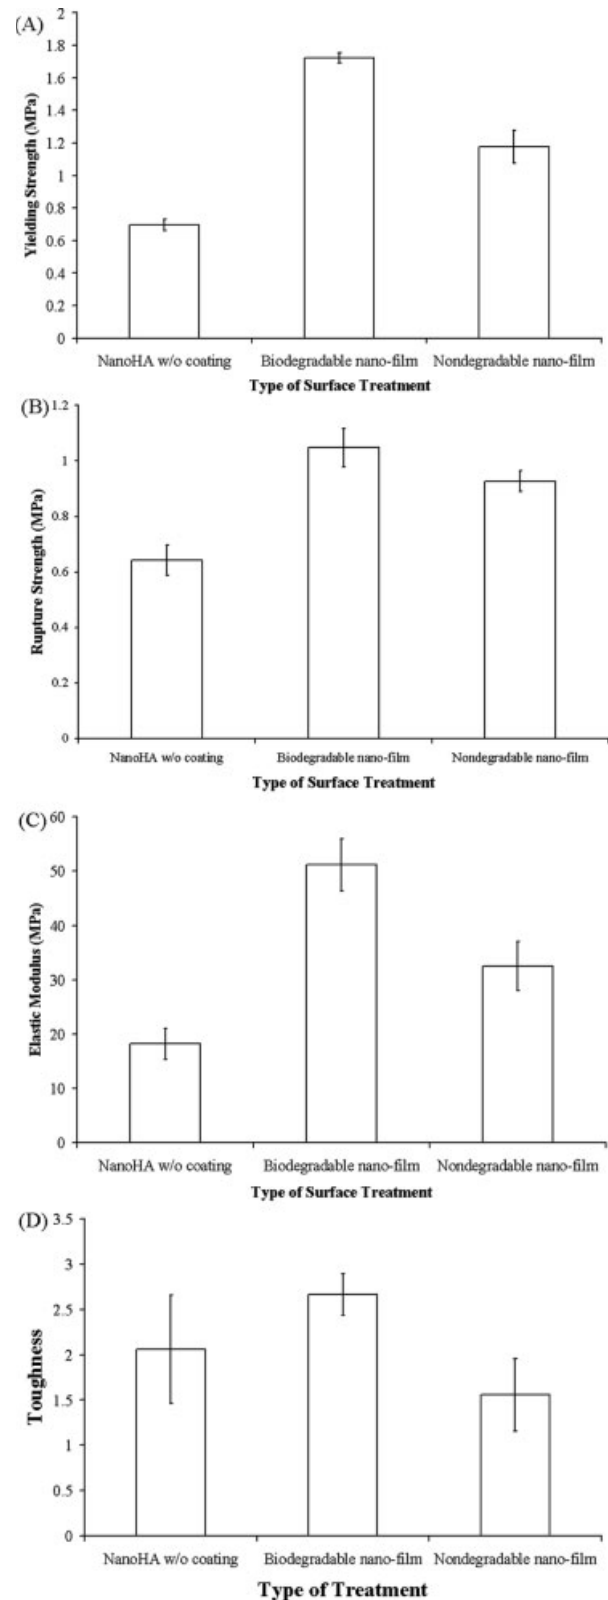 (A)
Yielding Strength (MPa)
2
1.8
1.6
1.4
1.2
1
0.8
0.6
0.4
0.2
0
NanoHA w/o coating Biodegradable nano-film Nondegradable nano-film
Type of Surface Treatment
(B)
Rupture Strength (MPa)
1.2
1
0.8
0.6
0.4
0.2
0
NanoHA w/o coating Biodegradable nano-film Nondegradable nano-film
Type of Surface Treatment
(C)
Elastic Modulus (MPa)
60
50
40
30
20
10
0
NanoHA w/o coating Biodegradable nano-film Nondegradable nano-film
Type of Surface Treatment
(D)
Toughness
3.5
3
2.5
2
1.5
1
0.5
0
NanoHA w/o coating Biodegradable nano-film Nondegradable nano-film
Type of Treatment